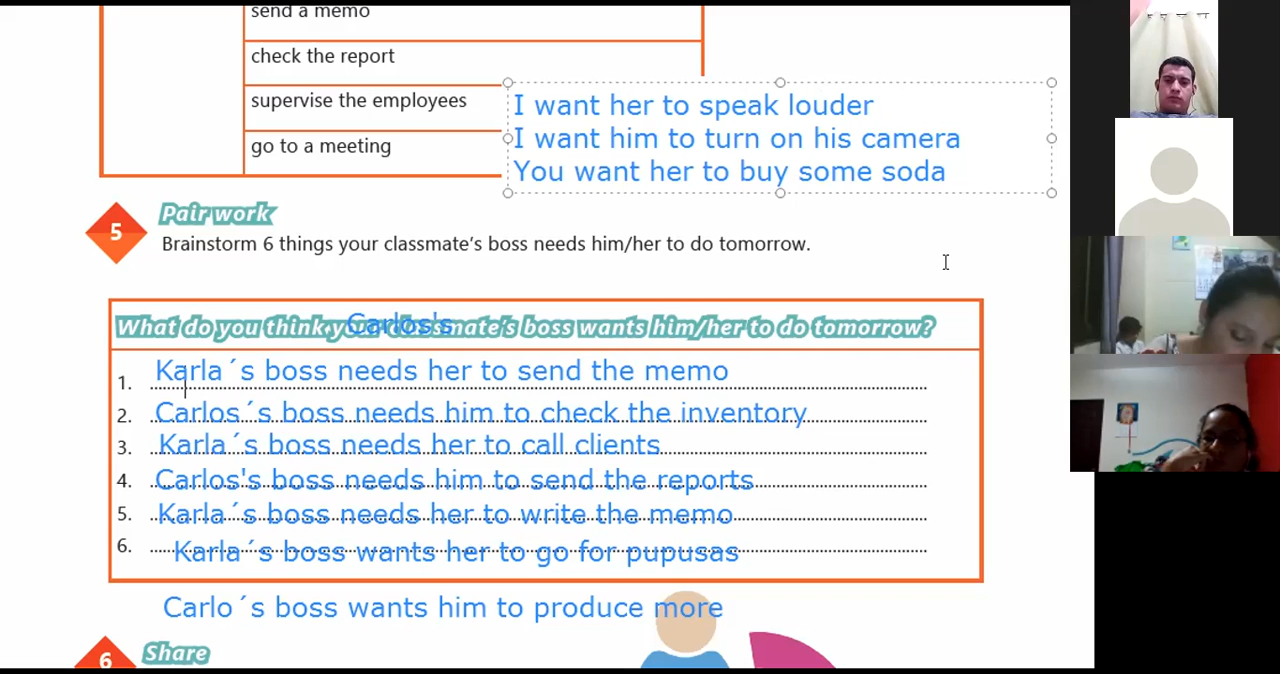 send a memo
check the report
supervise the employees
go to a meeting
I want her to speak louder
I want him to turn on his camera
You want her to buy some soda
5
Pair work
Brainstorm 6 things your classmate's boss needs him/her to do tomorrow.
Carlos's
What do you think your classmate's boss wants him/her to do tomorrow?
1. Karla´s boss needs her to send the memo
2. Carlos´s boss needs him to check the inventory
3. Karla´s boss needs her to call clients
4. Carlos's boss needs him to send the reports
5. Karla´s boss needs her to write the memo
6. Karla´s boss wants her to go for pupusas
Carlo´s boss wants him to produce more
6
Share